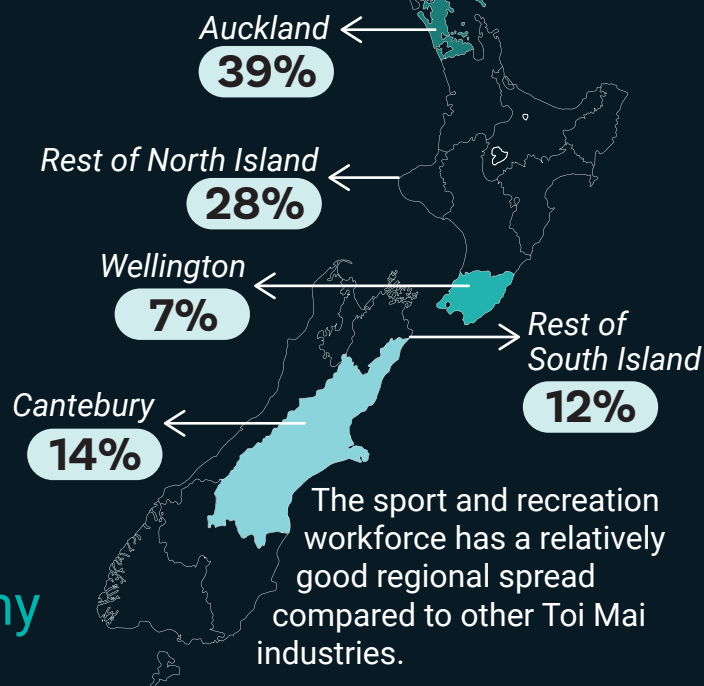 Auckland
39%
Rest of North Island
28%
Wellington
7%
Rest of
South Island
12%
Cantebury
14%
The sport and recreation
workforce has a relatively
good regional spread
compared to other Toi Mai
industries.